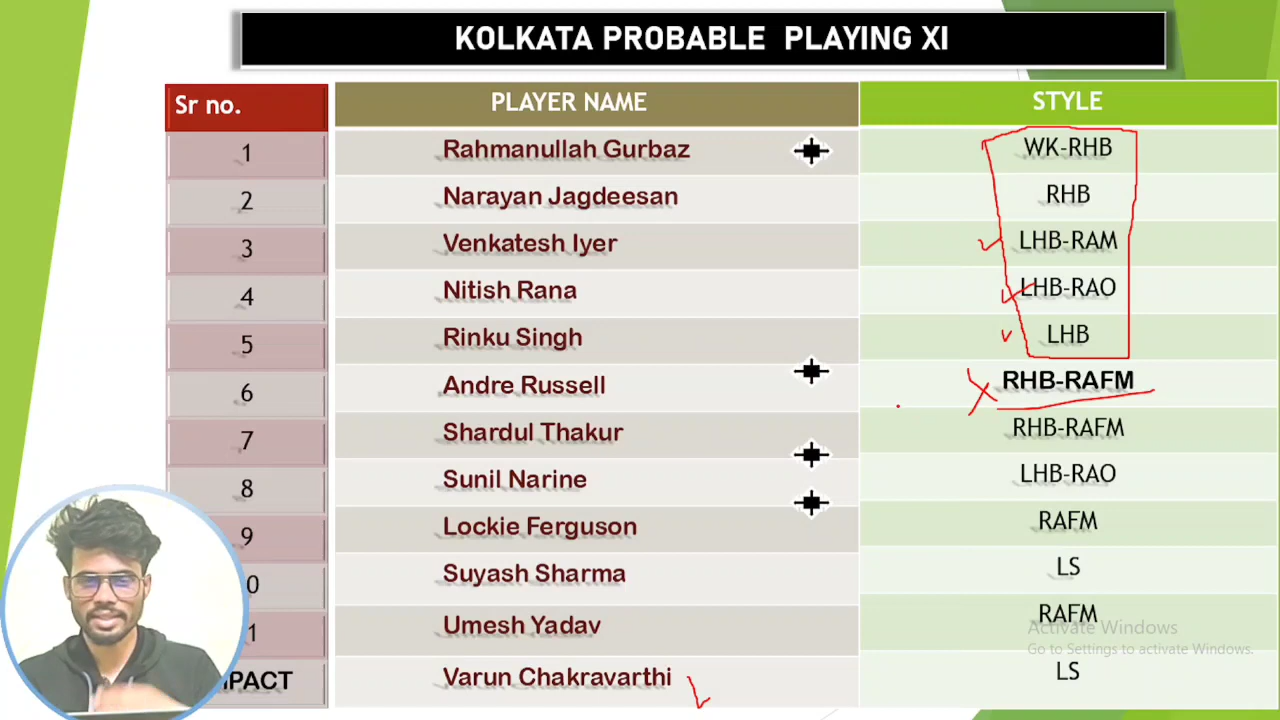 KOLKATA PROBABLE PLAYING XI
Sr no. PLAYER NAME STYLE
1 Rahmanullah Gurbaz WK-RHB
2 Narayan Jagdeesan RHB
3 Venkatesh Iyer LHB-RAM
4 Nitish Rana LHB-RAO
5 Rinku Singh LHB
6 Andre Russell RHB-RAFM
7 Shardul Thakur RHB-RAFM
8 Sunil Narine LHB-RAO
9 Lockie Ferguson RAFM
0 Suyash Sharma LS
1 Umesh Yadav RAFM
Activate Windows
Go to Settings to activate Windows.
PACT Varun Chakravarthi LS